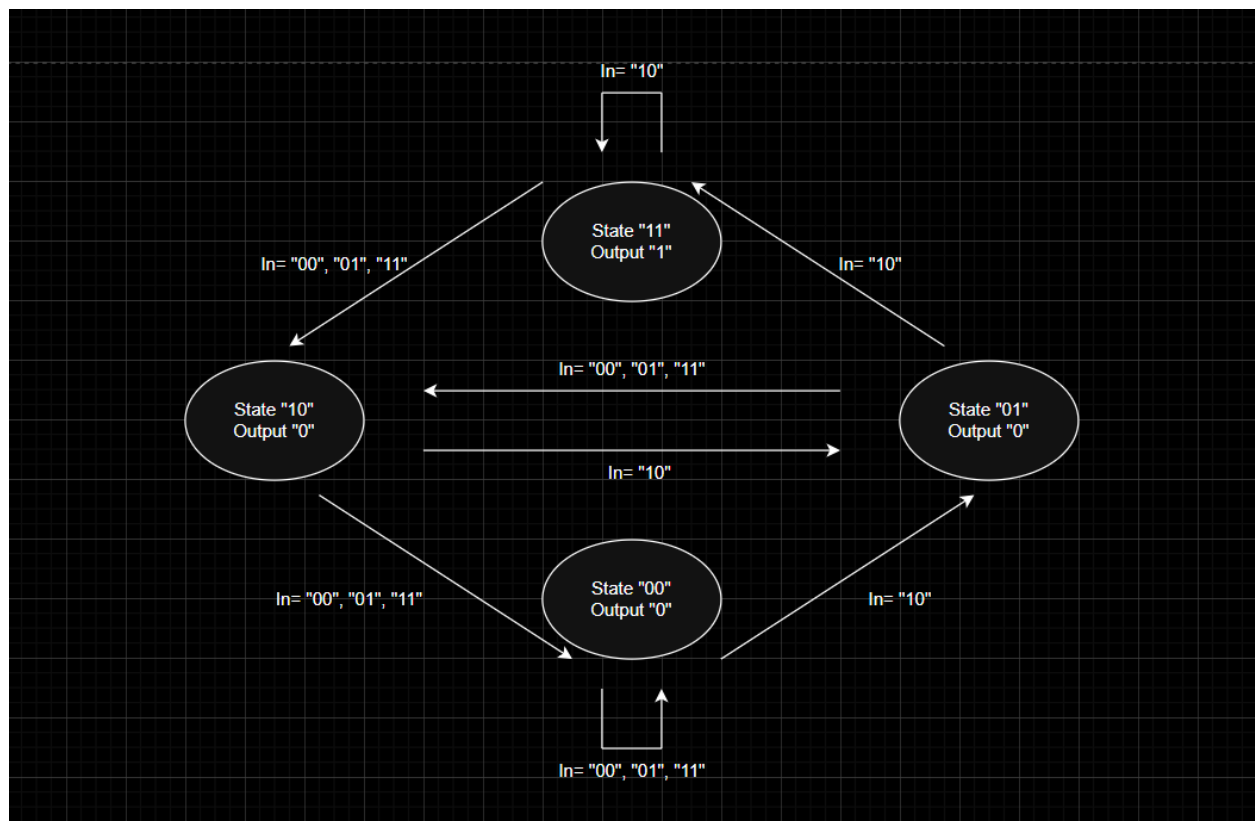 In= "10"
State "11"
Output "1"
In= "00", "01", "11"
In= "10"
In= "00", "01", "11"
State "10"
Output "0"
State "01"
Output "0"
In= "10"
State "00"
Output "0"
In= "00", "01", "11"
In= "10"
In= "00", "01", "11"